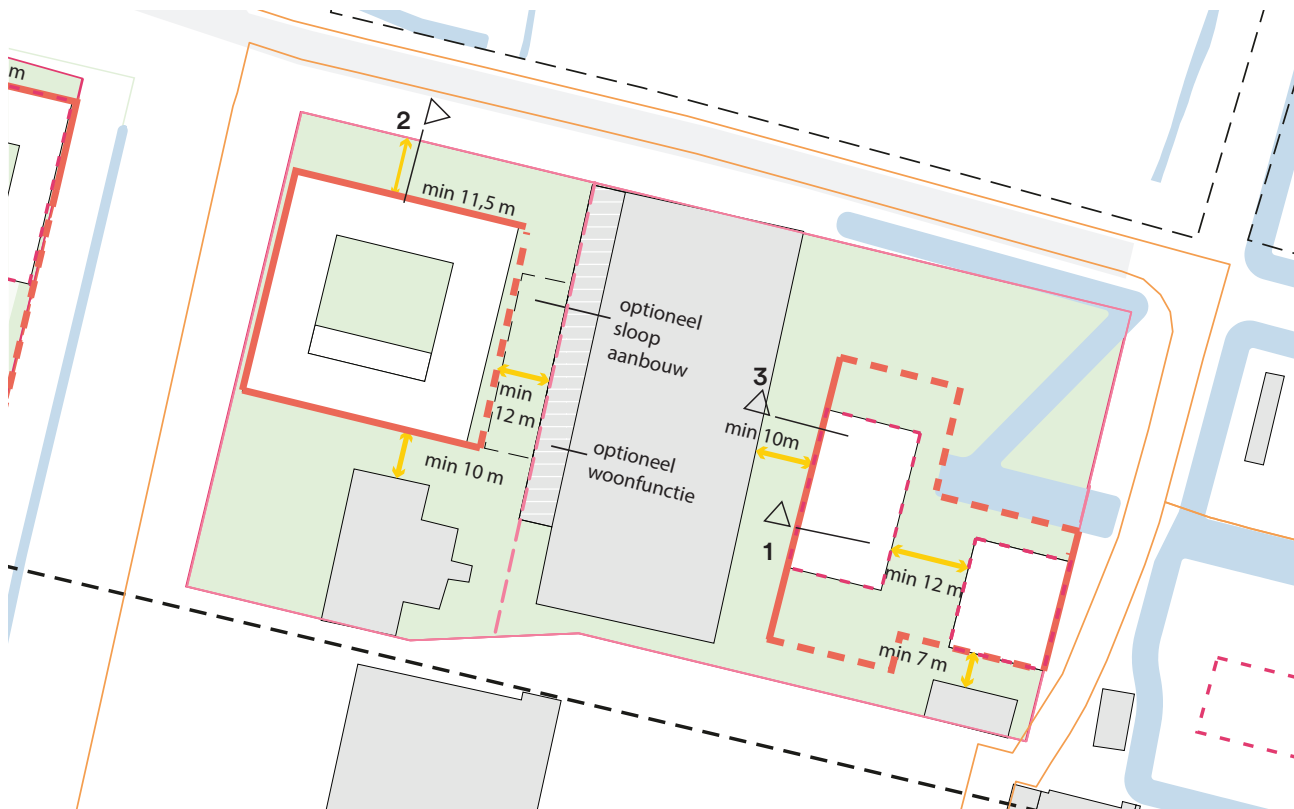 m
2
min 11,5 m
optioneel
sloop
aanbouw
min
12 m
3
min 10m
optioneel
woonfunctie
min 10 m
1
min 12 m
min 7 m